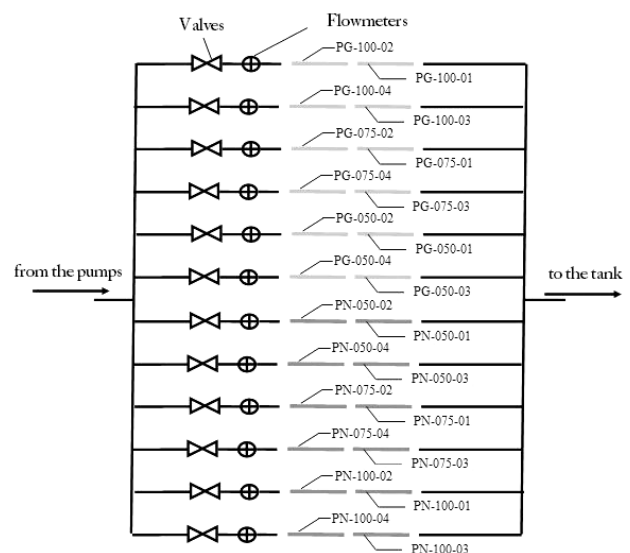 Valves
Flowmeters
PG-100-02
PG-100-01
PG-100-04
PG-100-03
PG-075-02
PG-075-01
PG-075-04
PG-075-03
PG-050-02
PG-050-01
from the pumps
PG-050-04
to the tank
PG-050-03
PN-050-02
PN-050-01
PN-050-04
PN-050-03
PN-075-02
PN-075-01
PN-075-04
PN-075-03
PN-100-02
PN-100-01
PN-100-04
PN-100-03